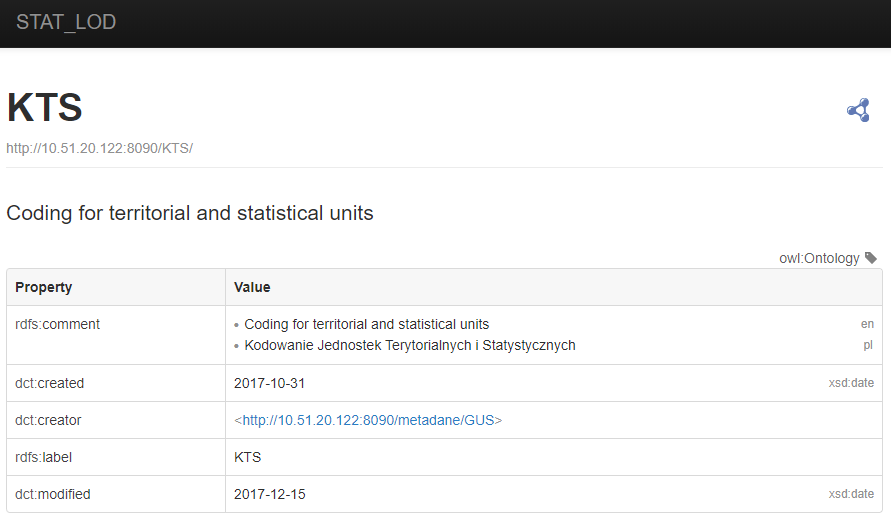 STAT_LOD
KTS
http://10.51.20.122:8090/KTS/
Coding for territorial and statistical units
owl:Ontology
Property Value
rdfs:comment • Coding for territorial and statistical units en
• Kodowanie Jednostek Terytorialnych i Statystycznych pl
dct:created 2017-10-31 xsd:date
dct:creator <http://10.51.20.122:8090/metadane/GUS>
rdfs:label KTS
dct:modified 2017-12-15 xsd:date